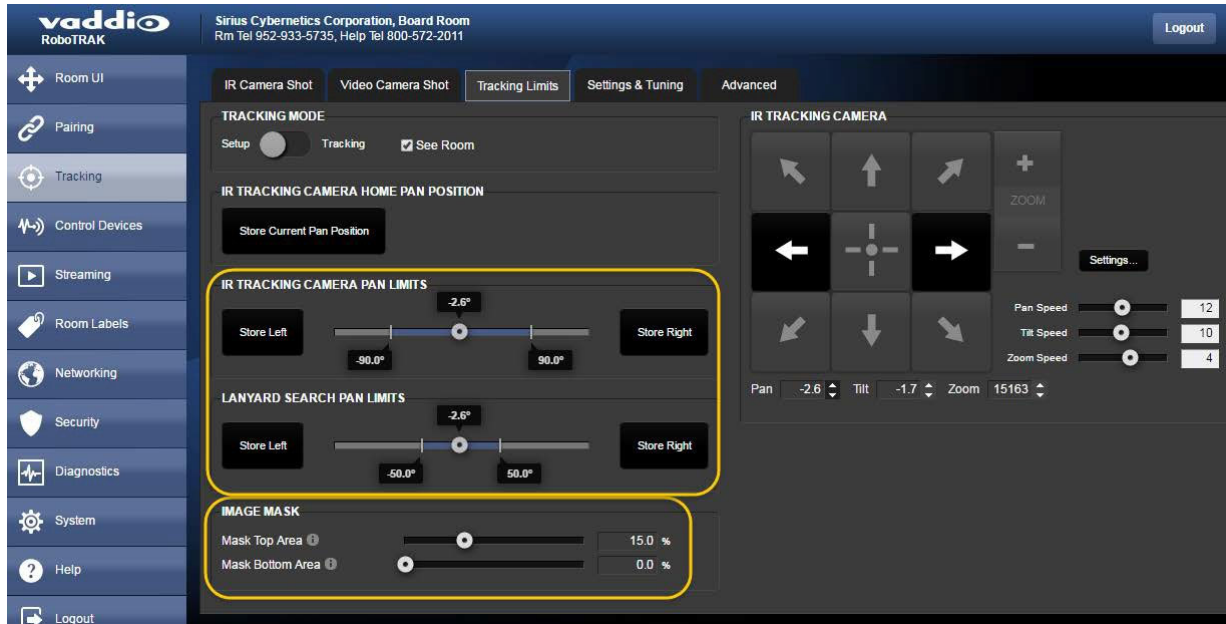 vaddio
RoboTRAK
Sirius Cybernetics Corporation, Board Room
Rm Tel 952-933-5735, Help Tel 800-572-2011
Logout
Room UI
Pairing
Tracking
Control Devices
Streaming
Room Labels
Networking
Security
Diagnostics
System
Help
Logout
IR Camera Shot Video Camera Shot Tracking Limits Settings & Tuning Advanced
TRACKING MODE
Setup Tracking See Room
IR TRACKING CAMERA HOME PAN POSITION
Store Current Pan Position
IR TRACKING CAMERA PAN LIMITS
-2.6°
Store Left Store Right
-90.0° 90.0°
LANYARD SEARCH PAN LIMITS
-2.6°
Store Left Store Right
-50.0° 50.0°
IMAGE MASK
Mask Top Area 15.0 %
Mask Bottom Area 0.0 %
IR TRACKING CAMERA
+
ZOOM
-
Settings...
Pan Speed 12
Tilt Speed 10
Zoom Speed 4
Pan -2.6 Tilt -1.7 Zoom 15163